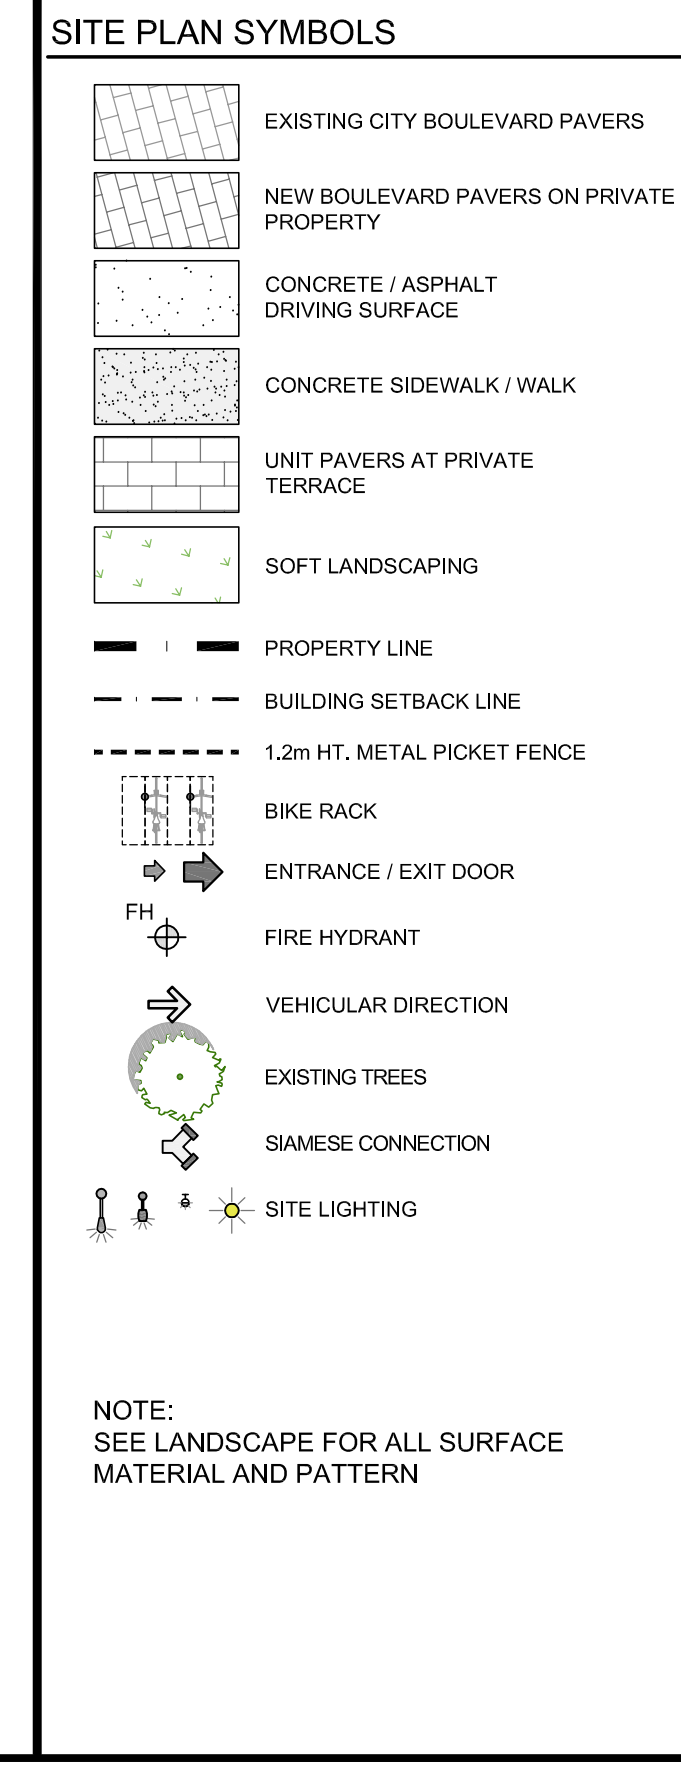 SITE PLAN SYMBOLS
EXISTING CITY BOULEVARD PAVERS
NEW BOULEVARD PAVERS ON PRIVATE
PROPERTY
CONCRETE / ASPHALT
DRIVING SURFACE
CONCRETE SIDEWALK / WALK
UNIT PAVERS AT PRIVATE
TERRACE
SOFT LANDSCAPING
PROPERTY LINE
BUILDING SETBACK LINE
1.2m HT. METAL PICKET FENCE
BIKE RACK
ENTRANCE / EXIT DOOR
FH
FIRE HYDRANT
VEHICULAR DIRECTION
EXISTING TREES
SIAMESE CONNECTION
SITE LIGHTING
NOTE:
SEE LANDSCAPE FOR ALL SURFACE
MATERIAL AND PATTERN